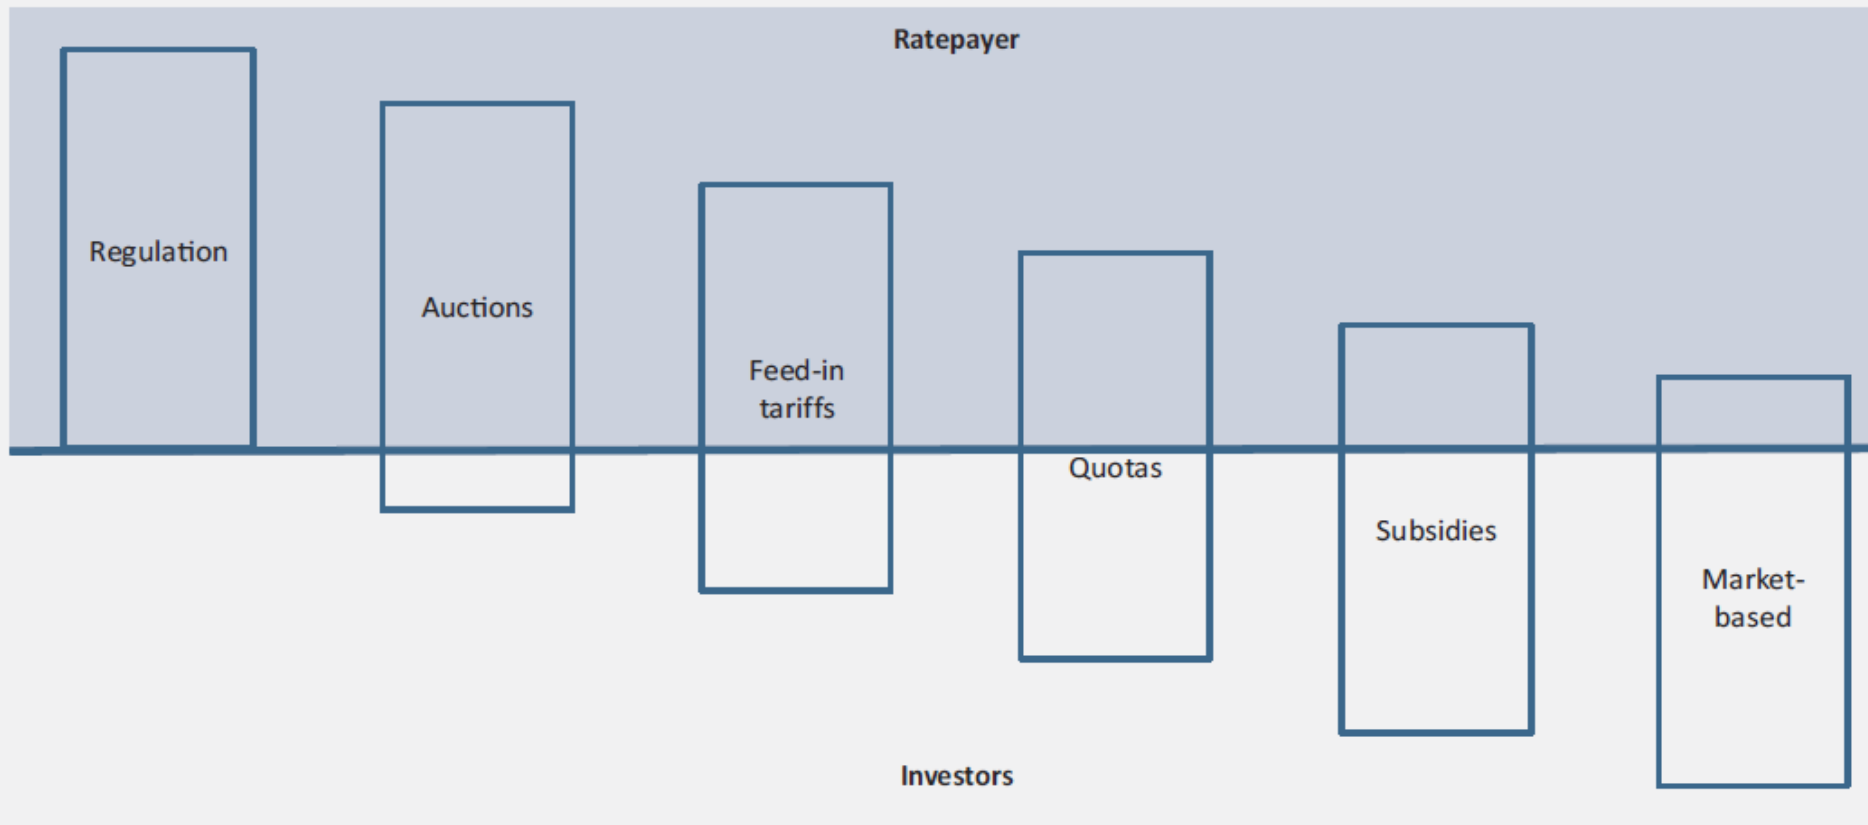 Ratepayer
Regulation
Auctions
Feed-in
tariffs
Quotas
Subsidies
Market-
based
Investors